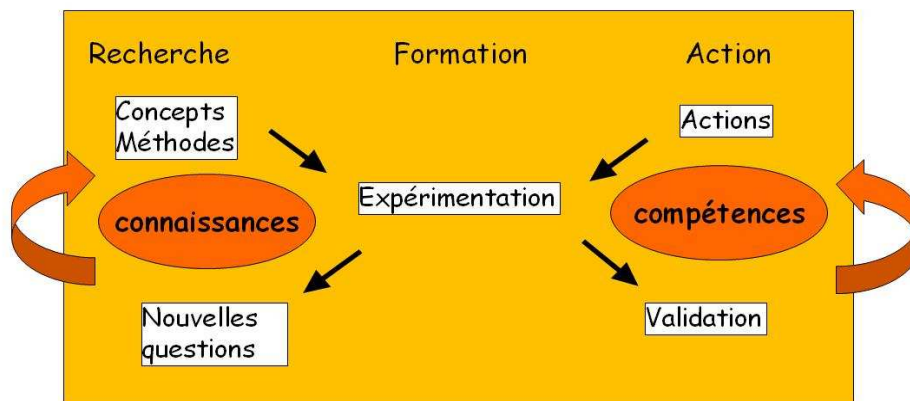 Recherche Formation Action
Concepts
Méthodes
Actions
Expérimentation
connaissances
compétences
Nouvelles
questions
Validation